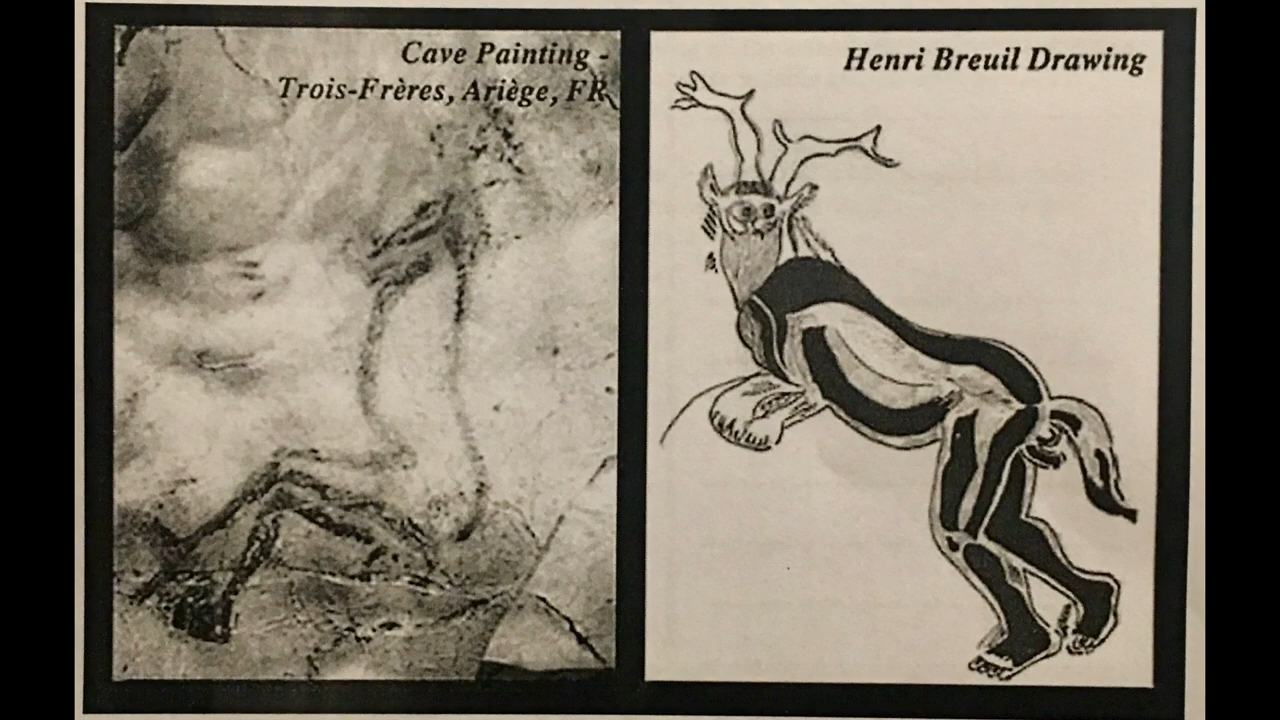 Cave Painting -
Trois-Frères, Ariège, FR
Henri Breuil Drawing